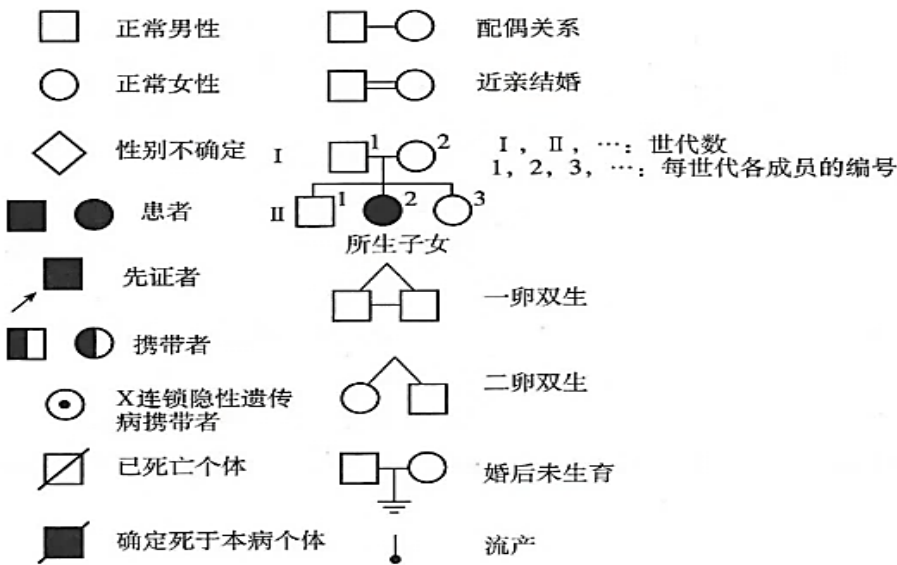 正常男性
配偶关系
正常女性
近亲结婚
性别不确定
Ⅰ
1
2
Ⅰ，Ⅱ，…：世代数
1，2，3，…：每世代各成员的编号
患者
Ⅱ
1
2
3
所生子女
先证者
一卵双生
携带者
二卵双生
X连锁隐性遗传
病携带者
已死亡个体
婚后未生育
确定死于本病个体
流产